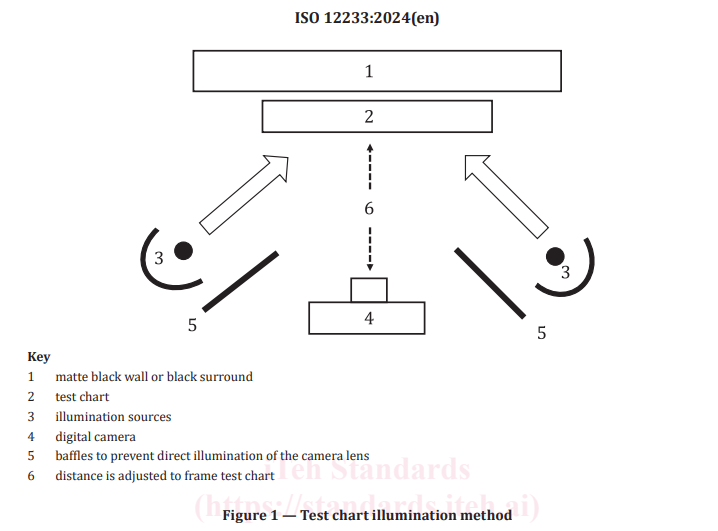 ISO 12233:2024(en)
1
2
6
3
3
4
5
5
Key
1 matte black wall or black surround
2 test chart
3 illumination sources
4 digital camera
5 baffles to prevent direct illumination of the camera lens
6 distance is adjusted to frame test chart
iTeh Standards
(https://standards.iteh.ai)
Figure 1 — Test chart illumination method